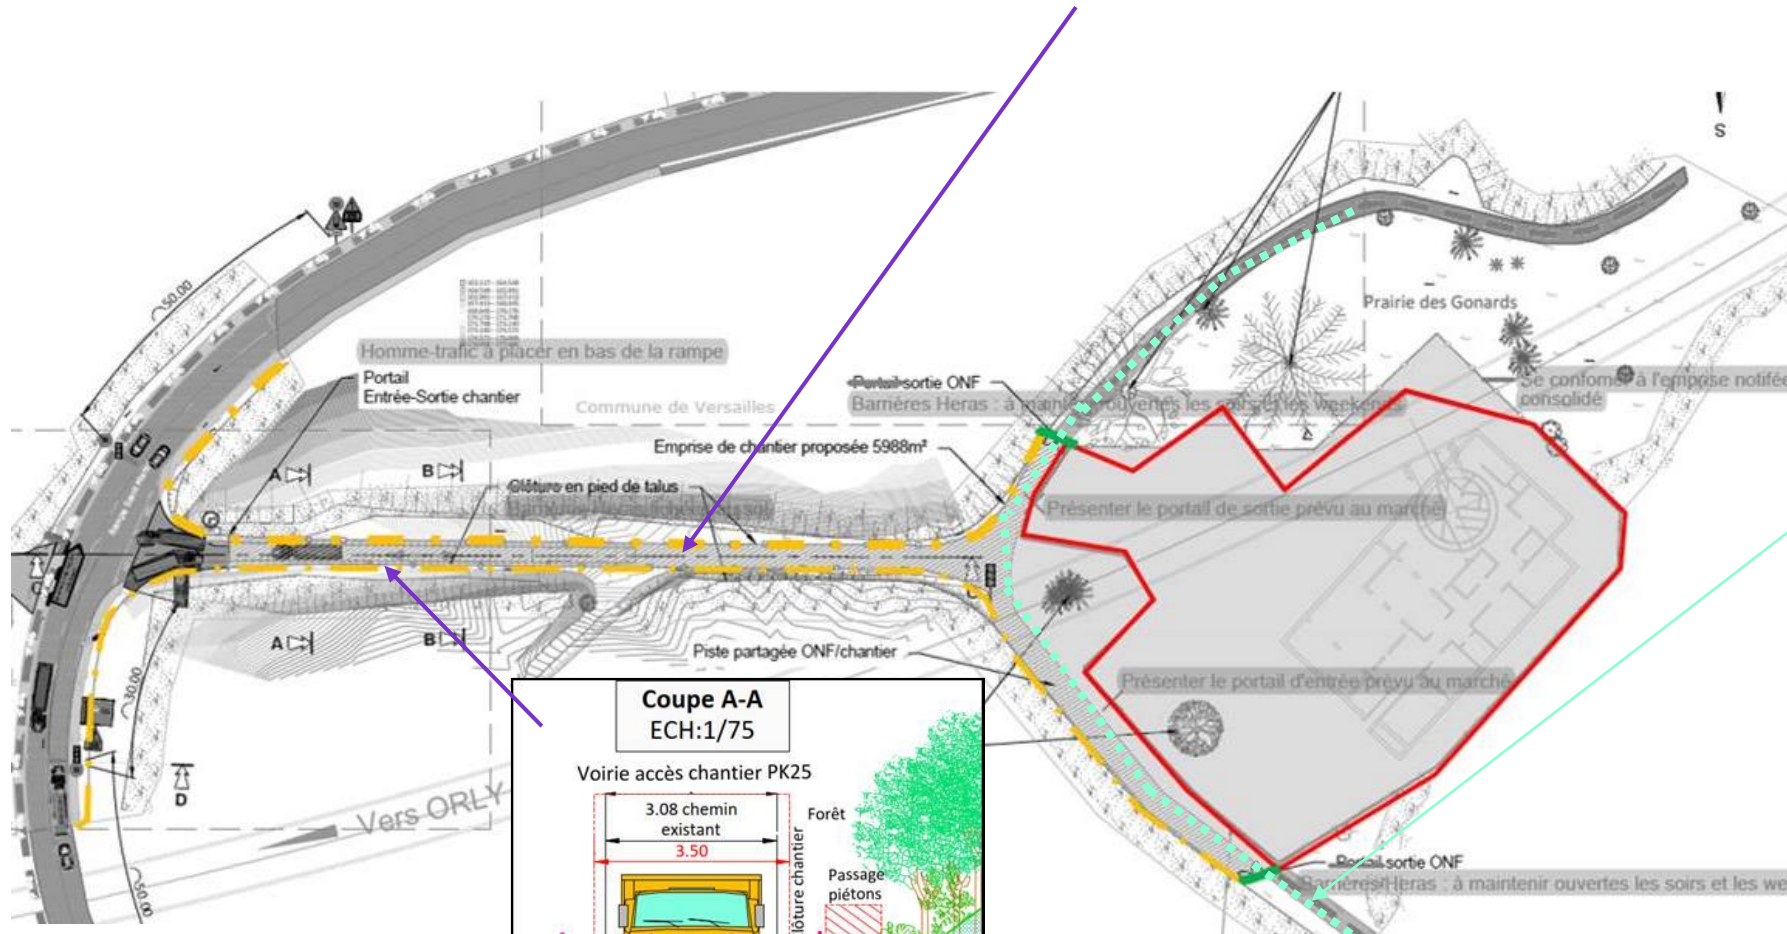 S
50.00
Prairie des Gonards
Homme-trafic à placer en bas de la rampe
Portail
Entrée-Sortie chantier
Commune de Versailles
Portail sortie ONF
Barrières Heras : à maintenir ouvertes les soirs et les weekends
Se conformer à l'emprise notifiée
consolidé
Emprise de chantier proposée 5988m²
A
B
Clôture en pied de talus
Présenter le portail de sortie prévu au marché
A
B
Piste partagée ONF/chantier
Présenter le portail d'entrée prévu au marché
30.00
D
Vers ORLY
50.00
Coupe A-A
ECH:1/75
Voirie accès chantier PK25
3.08 chemin
existant
3.50
Forêt
lôture chantier
Passage
piétons
Portail sortie ONF
Barrières Heras : à maintenir ouvertes les soirs et les we